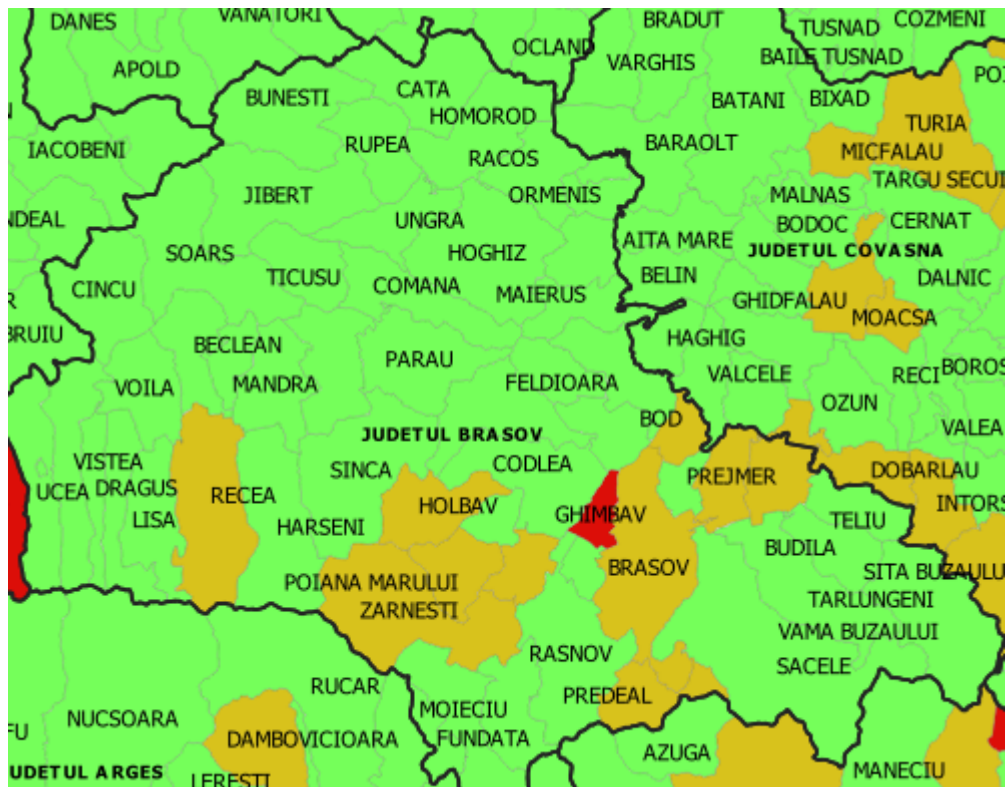 DANES
VANATORI
BRADUT
TUSNAD
COZMENI
OCLAND
VARGHIS
BAILE TUSNAD
APOLD
BUNESTI
CATA
BATANI
BIXAD
HOMOROD
TURIA
IACOBENI
RUPEA
RACOS
BARAOLT
MICFALAU
TARGU SECUI
JIBERT
ORMENIS
MALNAS
NDEAL
UNGRA
BODOC
CERNAT
SOARS
HOGHIZ
AITA MARE
JUDETUL COVASNA
TICUSU
BELIN
DALNIC
CINCU
COMANA
MAIERUS
GHIDFALAU
MOACSA
BRUIU
BECLEAN
PARAU
HAGHIG
VOILA
MANDRA
FELDIOARA
VALCELE
RECI
BOROS
OZUN
BOD
VALEA
JUDETUL BRASOV
VISTEA
SINCA
CODLEA
PREJMER
DOBARLAU
UCEA
DRAGUS
RECEA
HOLBAV
INTORS
LISA
HARSENI
GHIMBAV
TELIU
BUDILA
POIANA MARULUI
BRASOV
SITA BUZAULU
ZARNESTI
TARLUNGENI
VAMA BUZAULUI
RASNOV
SACELE
RUCAR
PREDEAL
NUCSOARA
MOIECIU
DAMBOVICIOARA
FUNDATA
AZUGA
UDETUL ARGES
LERESTI
MANECIU